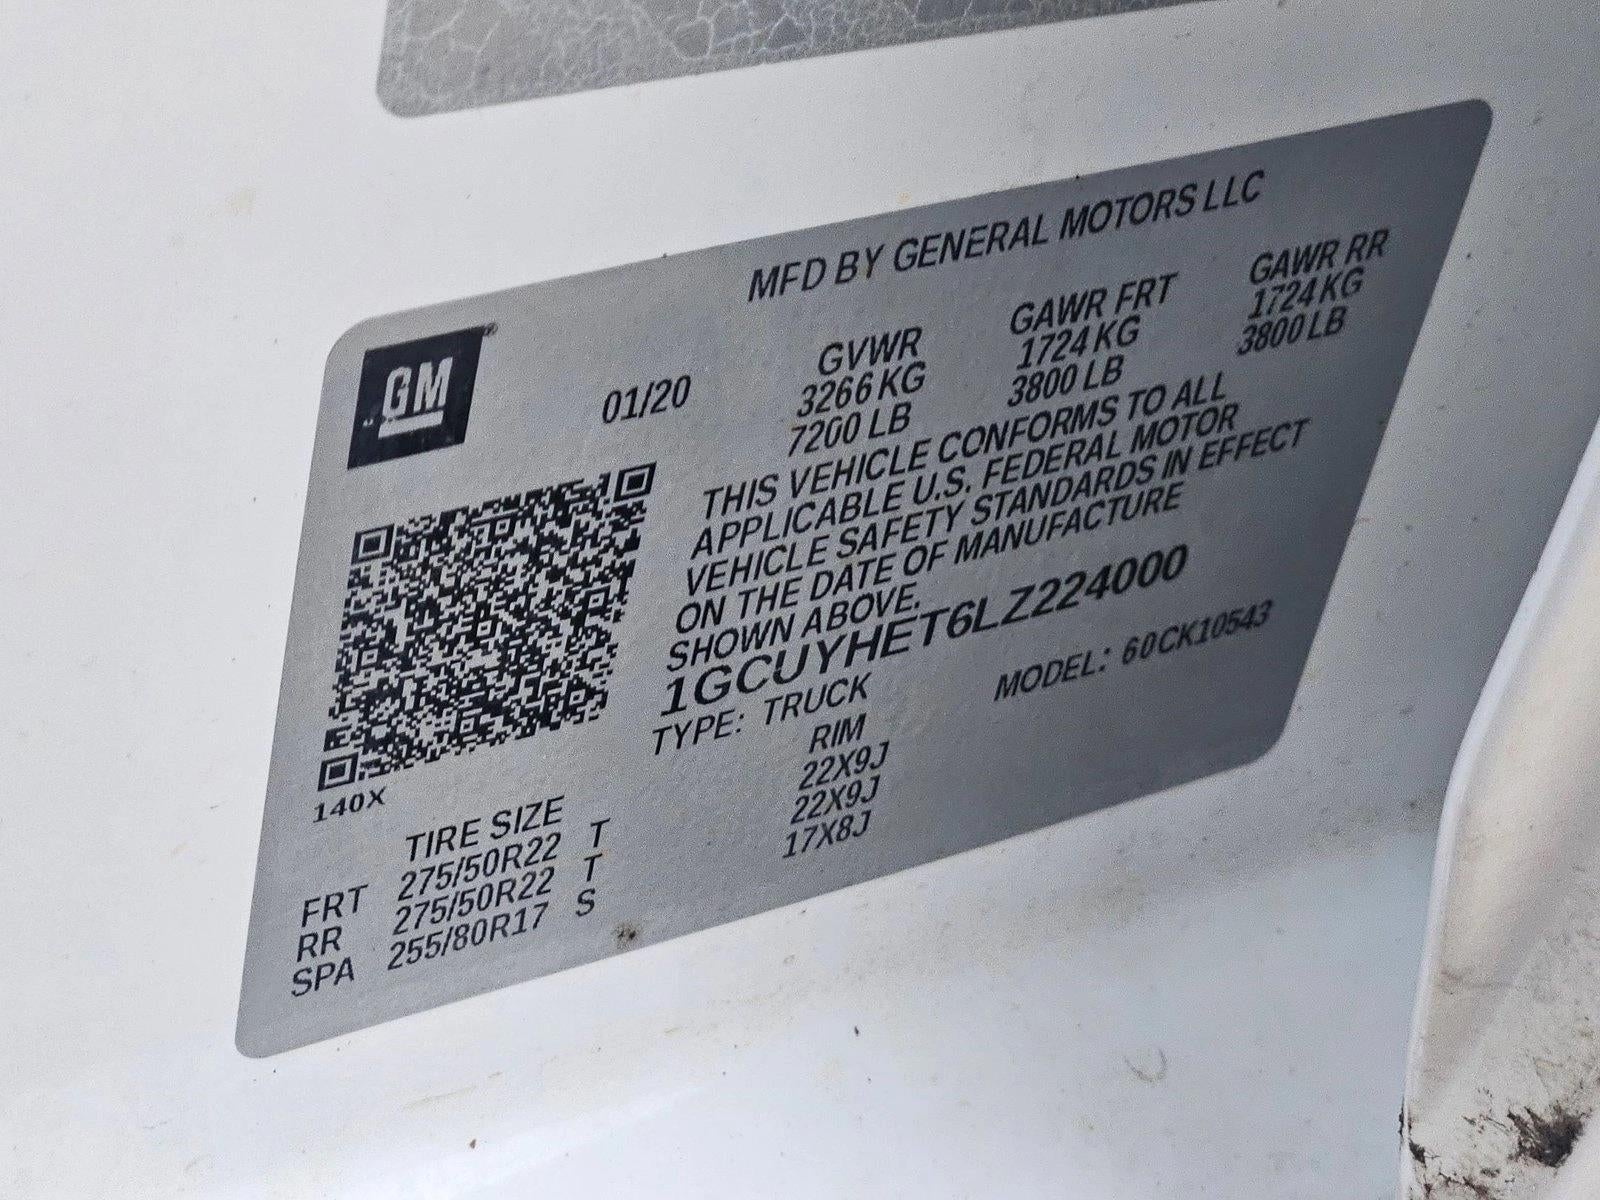 MFD BY GENERAL MOTORS LLC
GM
01/20
GVWR GAWR FRT GAWR RR
3266 KG 1724 KG 1724 KG
7200 LB 3800 LB 3800 LB
THIS VEHICLE CONFORMS TO ALL
APPLICABLE U.S. FEDERAL MOTOR
VEHICLE SAFETY STANDARDS IN EFFECT
ON THE DATE OF MANUFACTURE
SHOWN ABOVE.
1GCUYHET6LZ224000
TYPE: TRUCK MODEL: 60CK10543
140X
TIRE SIZE RIM
FRT 275/50R22 T 22X9J
RR 275/50R22 T 22X9J
SPA 255/80R17 S 17X8J